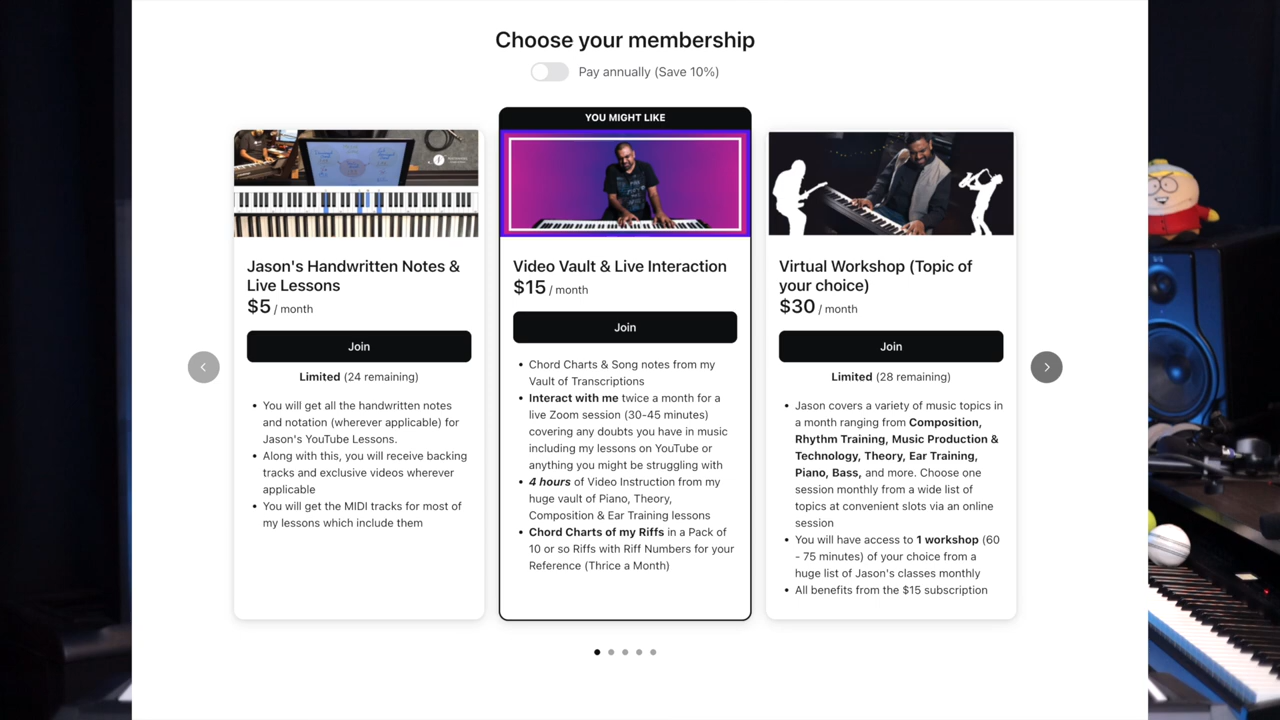 Choose your membership
Pay annually (Save 10%)
Jason's Handwritten Notes &
Live Lessons
$5 / month
Join
Limited (24 remaining)
• You will get all the handwritten notes
and notation (wherever applicable) for
Jason's YouTube Lessons.
• Along with this, you will receive backing
tracks and exclusive videos wherever
applicable
• You will get the MIDI tracks for most of
my lessons which include them
YOU MIGHT LIKE
Video Vault & Live Interaction
$15 / month
Join
• Chord Charts & Song notes from my
Vault of Transcriptions
• Interact with me twice a month for a
live Zoom session (30-45 minutes)
covering any doubts you have in music
including my lessons on YouTube or
anything you might be struggling with
• 4 hours of Video Instruction from my
huge vault of Piano, Theory,
Composition & Ear Training lessons
• Chord Charts of my Riffs in a Pack of
10 or so Riffs with Riff Numbers for your
Reference (Thrice a Month)
Virtual Workshop (Topic of
your choice)
$30 / month
Join
Limited (28 remaining)
• Jason covers a variety of music topics in
a month ranging from Composition,
Rhythm Training, Music Production &
Technology, Theory, Ear Training,
Piano, Bass, and more. Choose one
session monthly from a wide list of
topics at convenient slots via an online
session
• You will have access to 1 workshop (60
- 75 minutes) of your choice from a
huge list of Jason's classes monthly
• All benefits from the $15 subscription